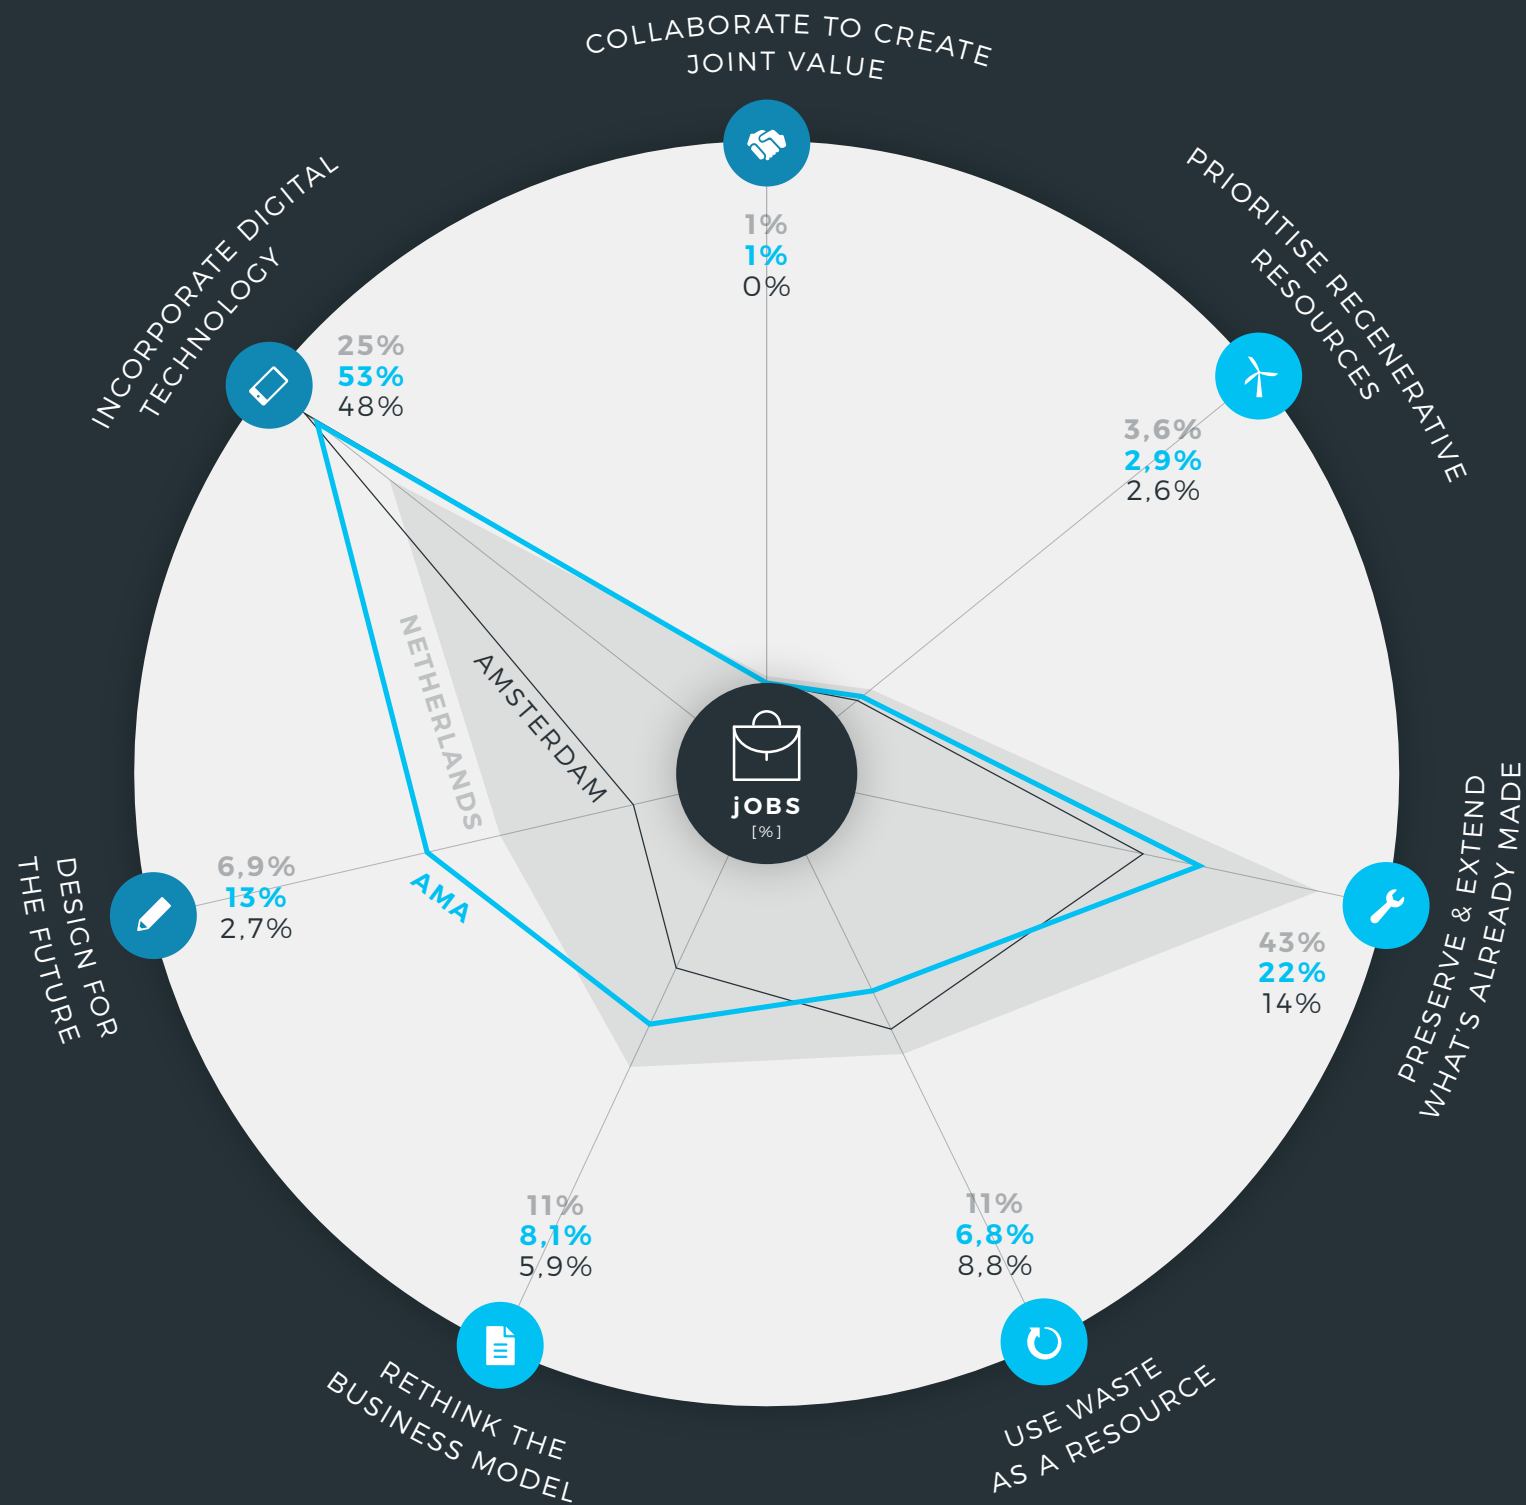 COLLABORATE TO CREATE
JOINT VALUE
1%
1%
0%
PRIORITISE REGENERATIVE
RESOURCES
3,6%
2,9%
2,6%
INCORPORATE DIGITAL
TECHNOLOGY
25%
53%
48%
NETHERLANDS
AMSTERDAM
AMA
jOBS
[%]
PRESERVE & EXTEND
WHAT'S ALREADY MADE
43%
22%
14%
DESIGN FOR
THE FUTURE
6,9%
13%
2,7%
RETHINK THE
BUSINESS MODEL
11%
8,1%
5,9%
USE WASTE
AS A RESOURCE
11%
6,8%
8,8%